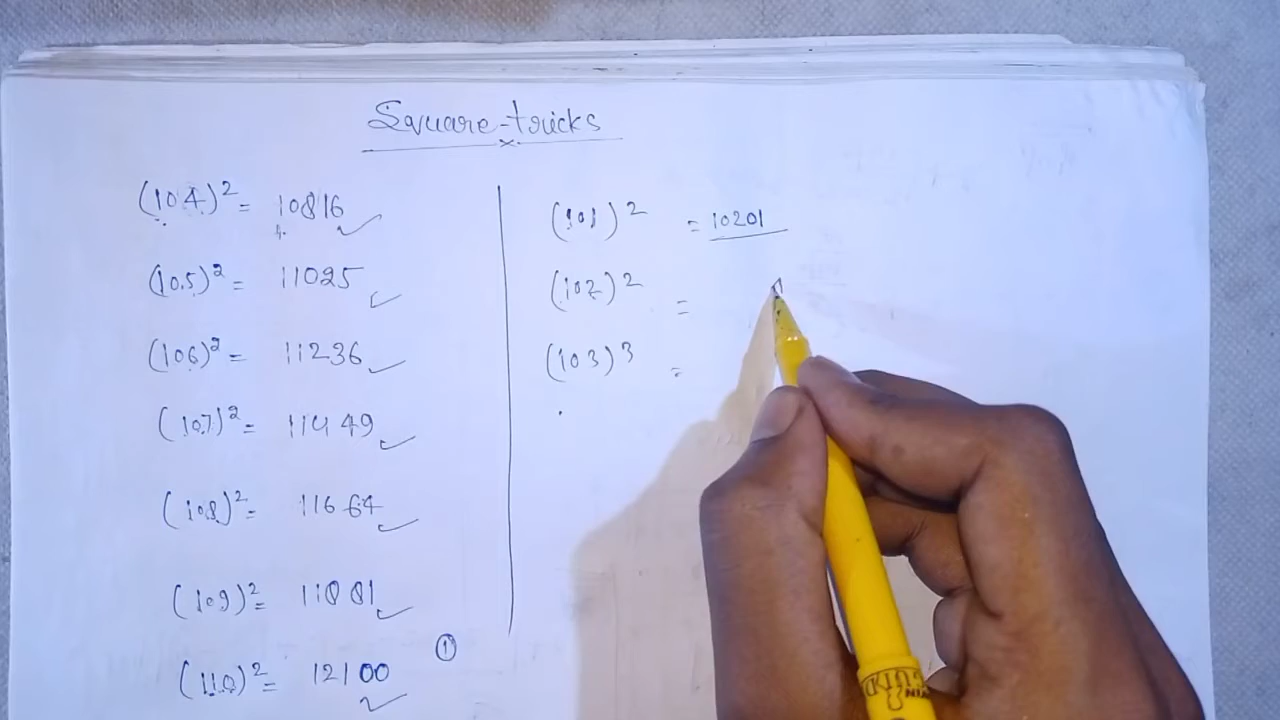 Square-tricks
(104)² = 10816
(105)² = 11025
(106)² = 11236
(107)² = 11449
(108)² = 11664
(109)² = 11881
(110)² = 12100
①
(101)² = 10201
(102)² =
(103)³ =